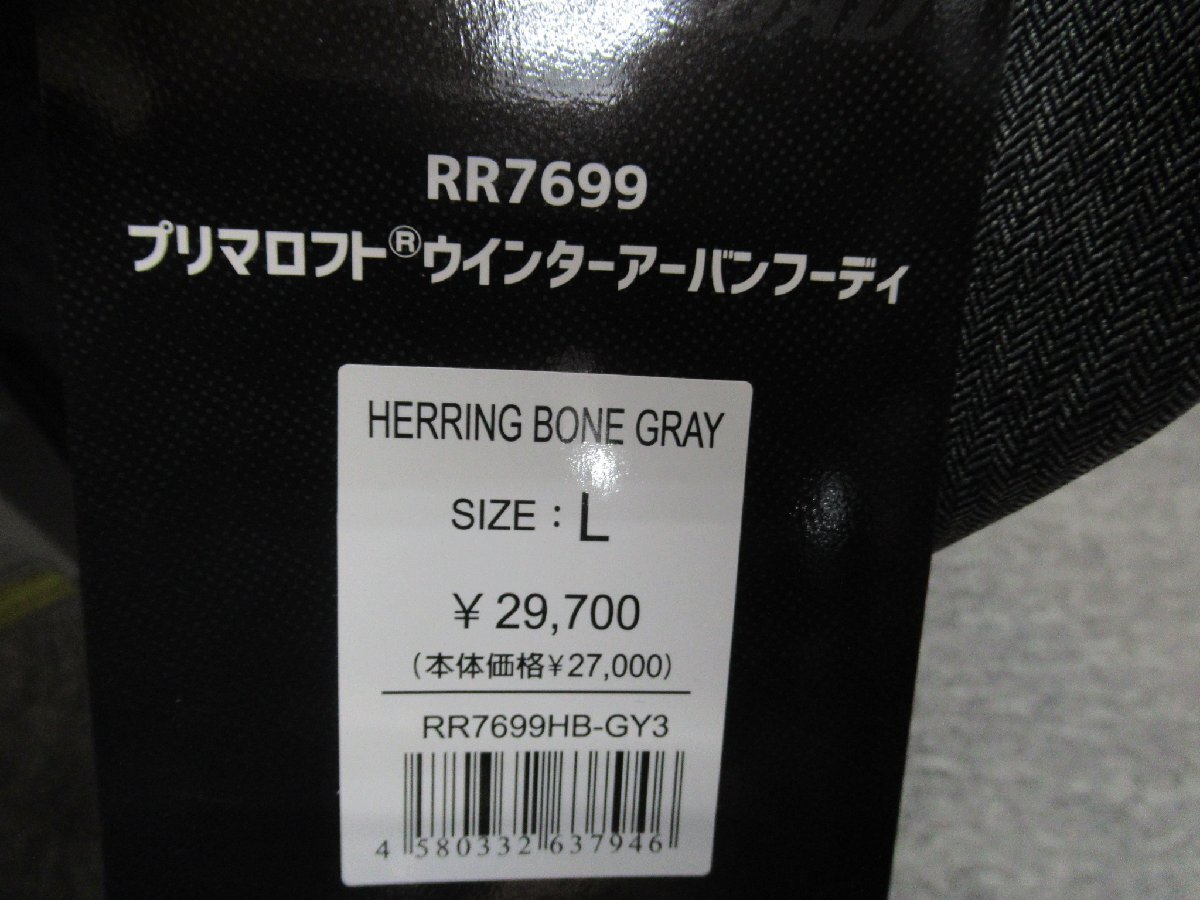 RR7699
プリマロフト®ウインターアーバンフーディ
HERRING BONE GRAY
SIZE : L
¥ 29,700
(本体価格¥27,000)
RR7699HB-GY3
4 580332 637946